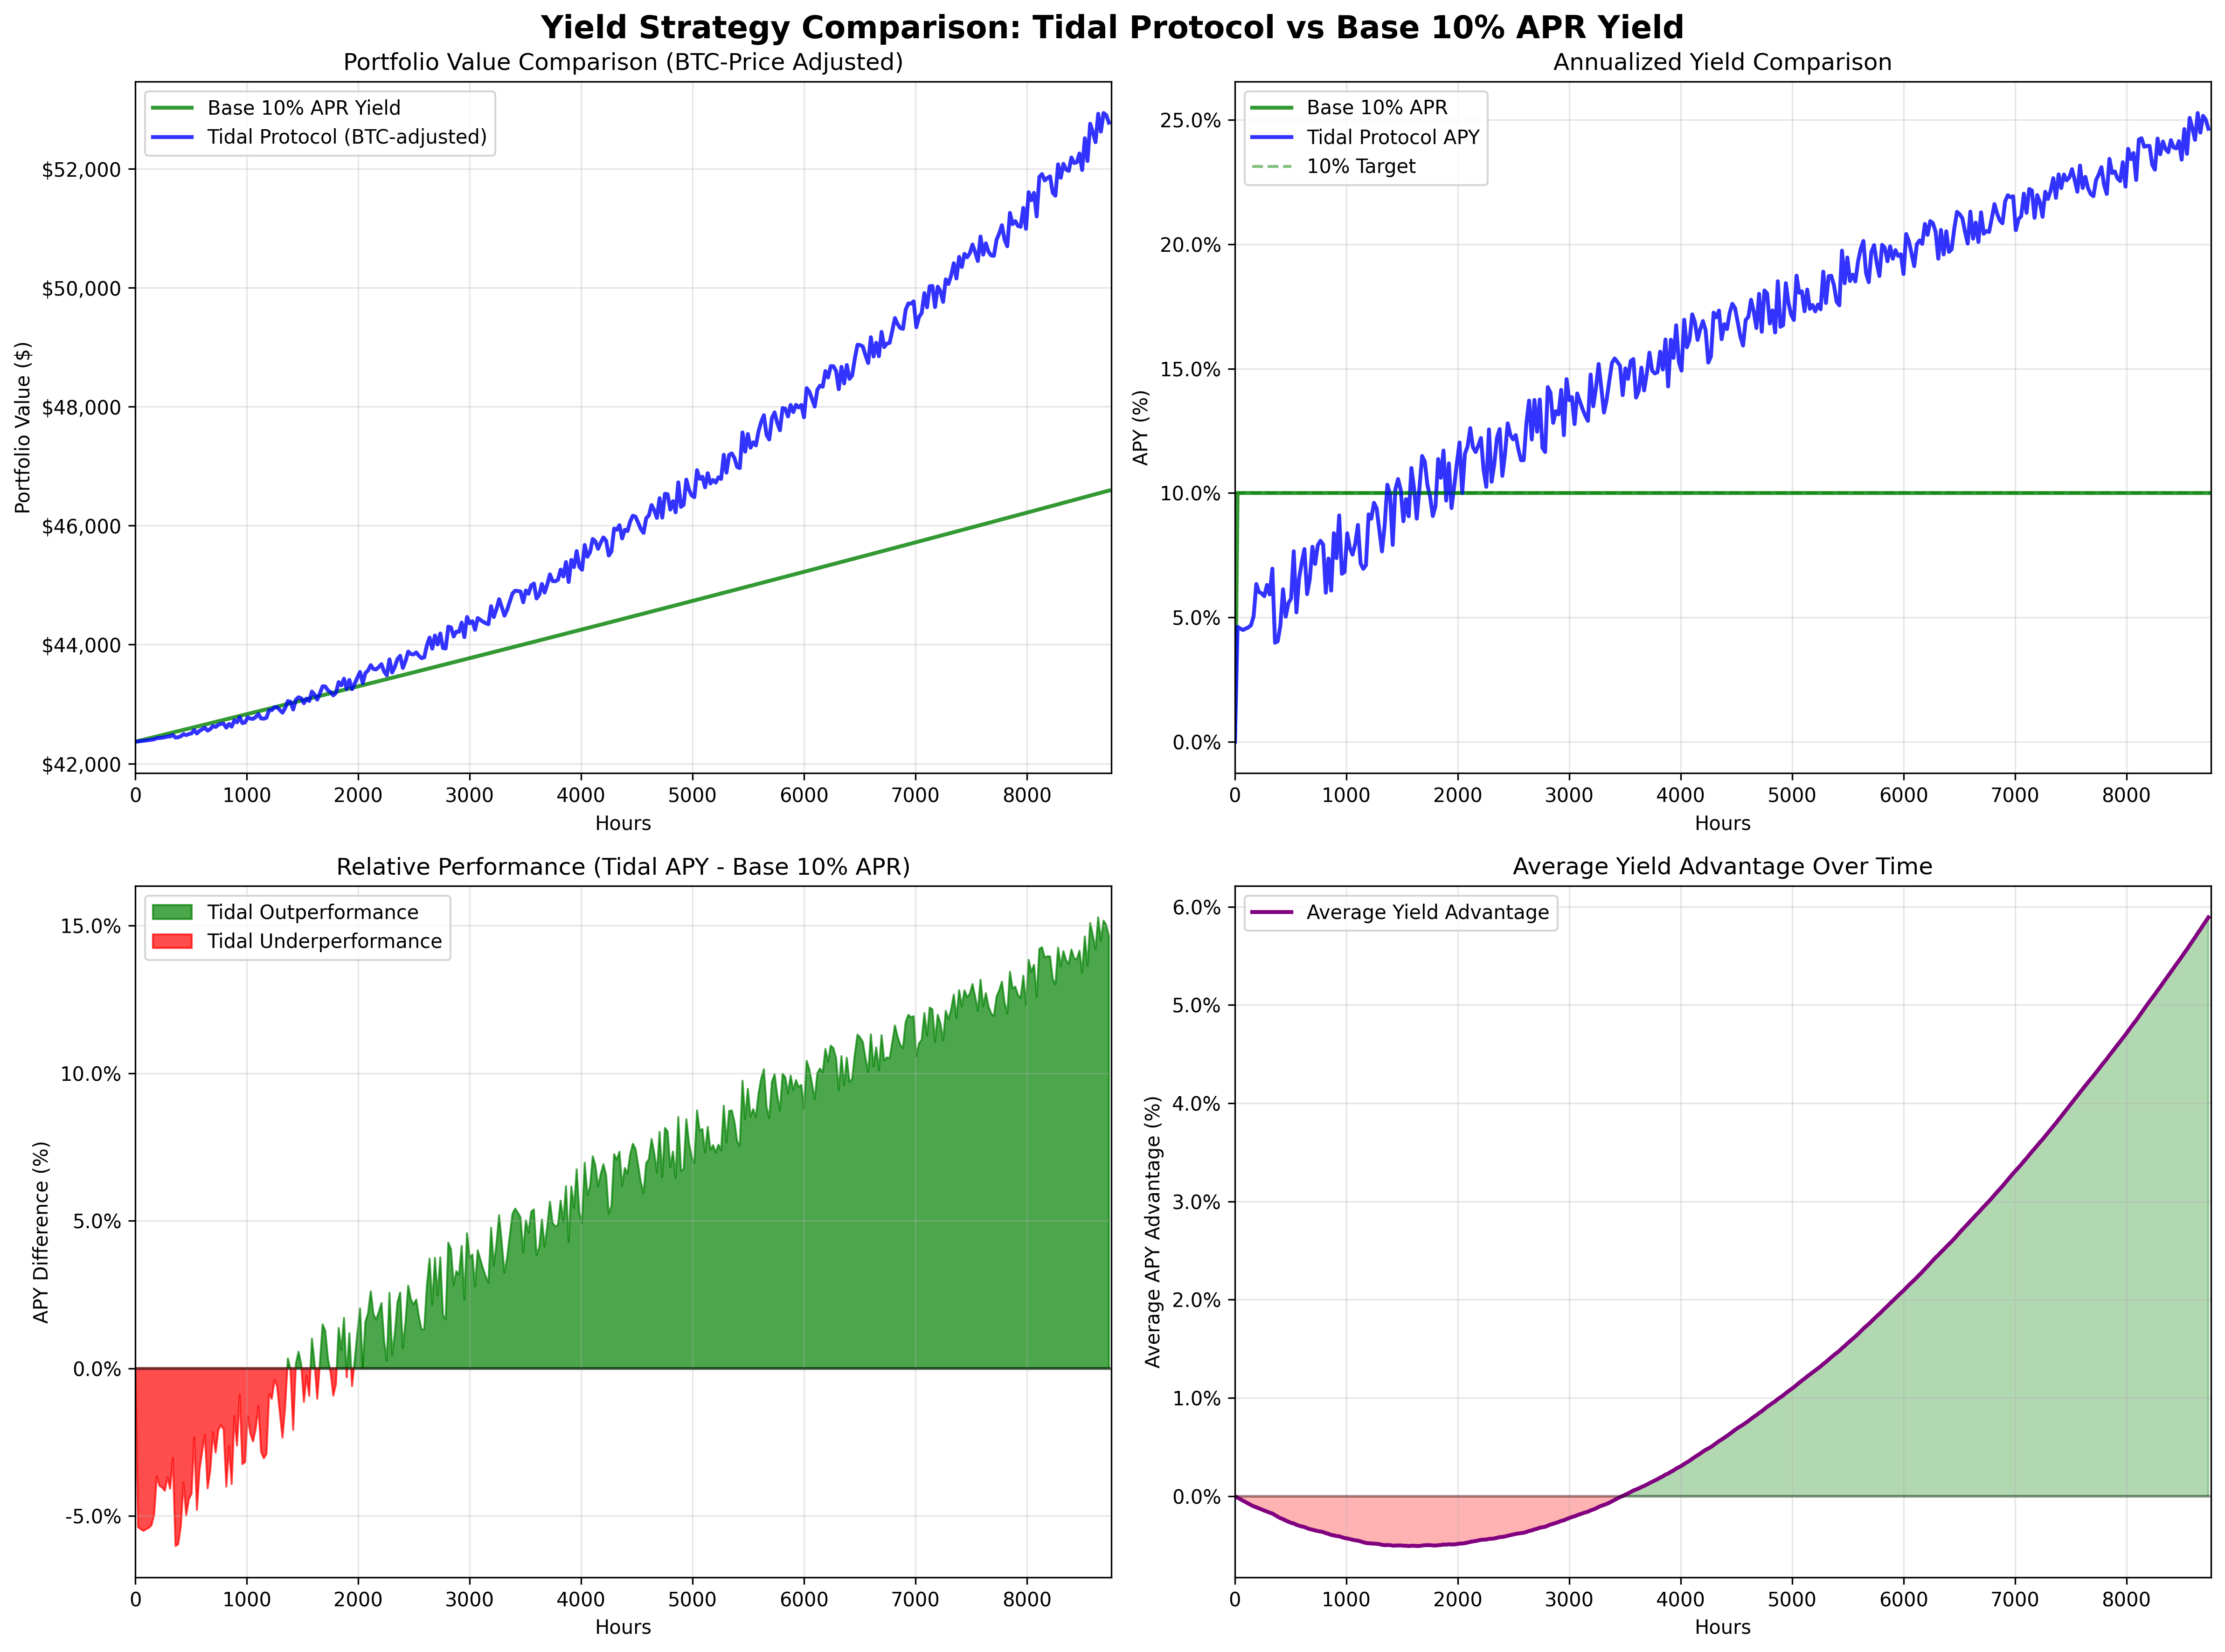 Yield Strategy Comparison: Tidal Protocol vs Base 10% APR Yield
Portfolio Value Comparison (BTC-Price Adjusted)
Base 10% APR Yield
Tidal Protocol (BTC-adjusted)
Portfolio Value ($)
$52,000
$50,000
$48,000
$46,000
$44,000
$42,000
0 1000 2000 3000 4000 5000 6000 7000 8000
Hours
Annualized Yield Comparison
Base 10% APR
Tidal Protocol APY
10% Target
APY (%)
25.0%
20.0%
15.0%
10.0%
5.0%
0.0%
0 1000 2000 3000 4000 5000 6000 7000 8000
Hours
Relative Performance (Tidal APY - Base 10% APR)
Tidal Outperformance
Tidal Underperformance
APY Difference (%)
15.0%
10.0%
5.0%
0.0%
-5.0%
0 1000 2000 3000 4000 5000 6000 7000 8000
Hours
Average Yield Advantage Over Time
Average Yield Advantage
Average APY Advantage (%)
6.0%
5.0%
4.0%
3.0%
2.0%
1.0%
0.0%
0 1000 2000 3000 4000 5000 6000 7000 8000
Hours